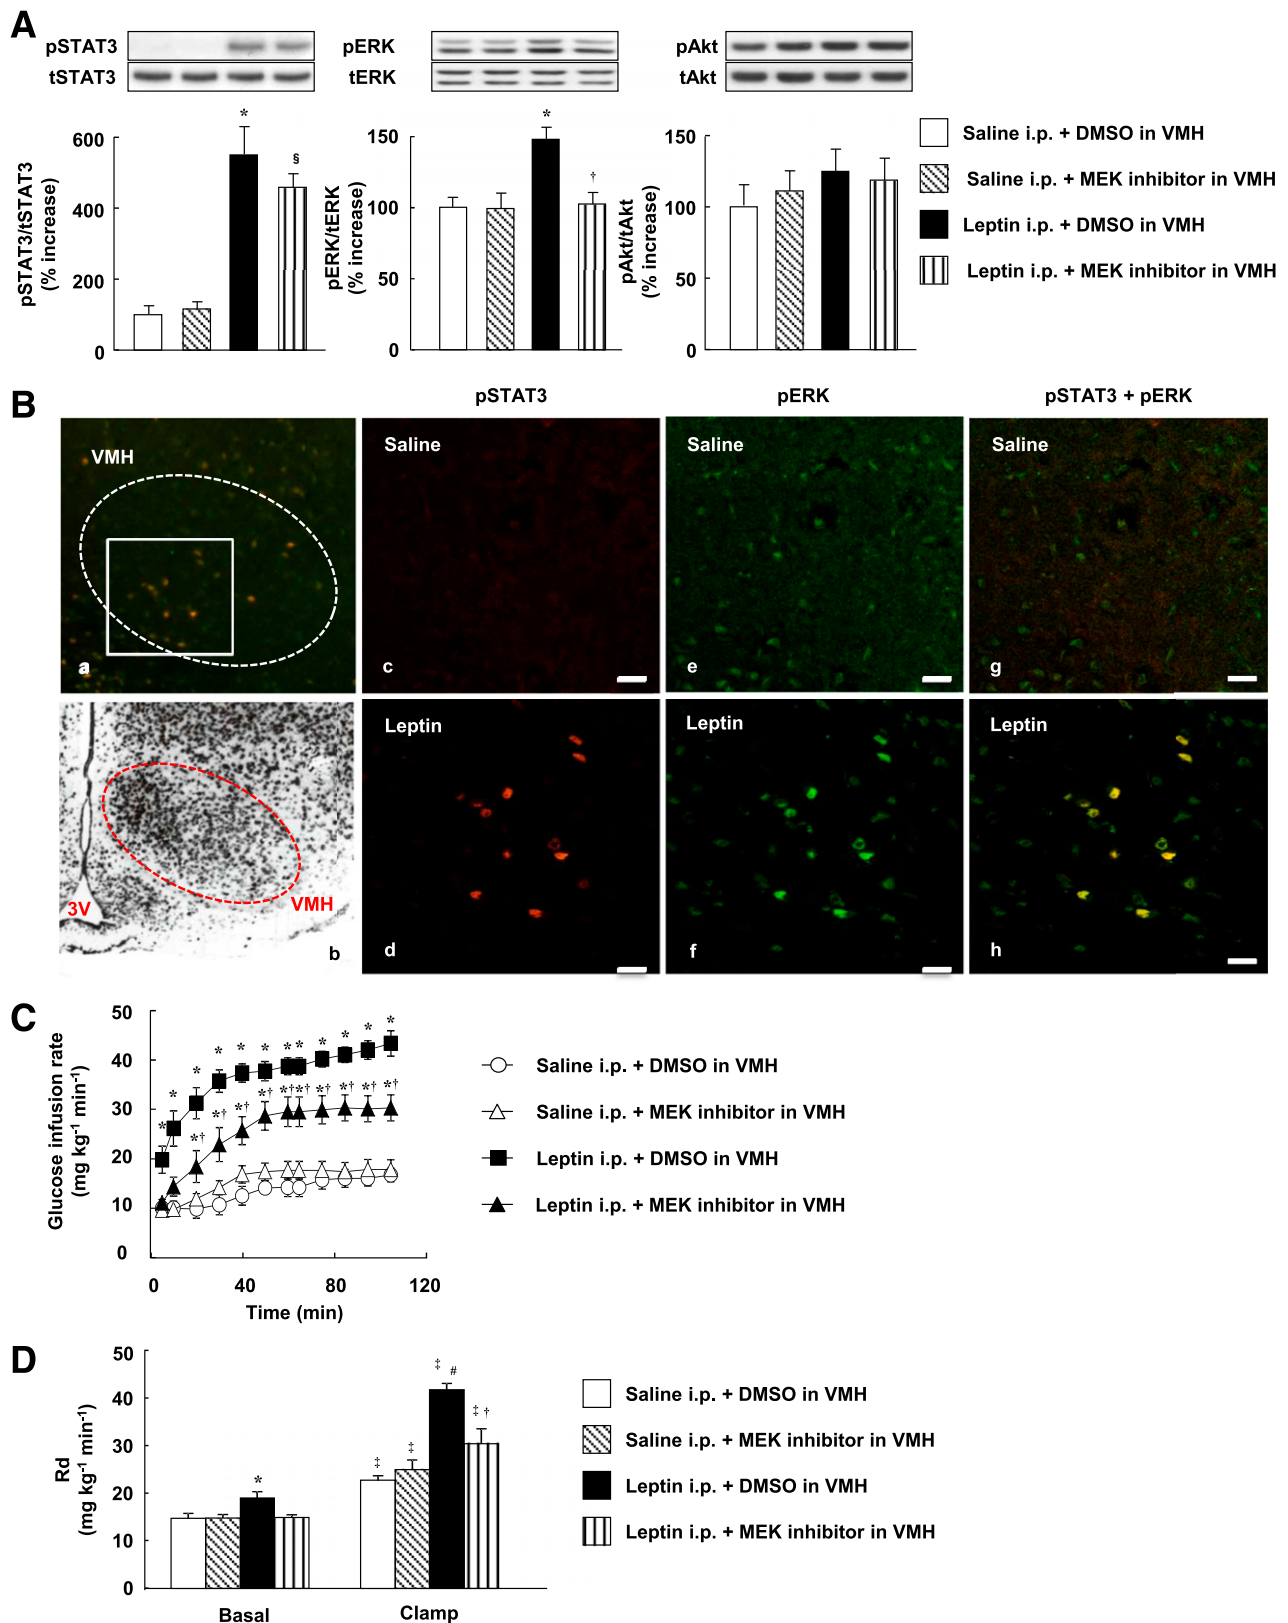 A
pSTAT3
tSTAT3
pERK
tERK
pAkt
tAkt
pSTAT3/tSTAT3
(% increase)
600
400
200
0
*
§
pERK/tERK
(% increase)
150
100
50
0
*
†
pAkt/tAkt
(% increase)
150
100
50
0
Saline i.p. + DMSO in VMH
Saline i.p. + MEK inhibitor in VMH
Leptin i.p. + DMSO in VMH
Leptin i.p. + MEK inhibitor in VMH
B
pSTAT3
pERK
pSTAT3 + pERK
VMH
a
Saline
c
Saline
e
Saline
g
3V
VMH
b
Leptin
d
Leptin
f
Leptin
h
C
Glucose infusion rate
(mg kg-1 min-1)
50
40
30
20
10
0
* * * * * * ** * * * *
*† *† *† *† *†*† *† *† *† *†
0 40 80 120
Time (min)
Saline i.p. + DMSO in VMH
Saline i.p. + MEK inhibitor in VMH
Leptin i.p. + DMSO in VMH
Leptin i.p. + MEK inhibitor in VMH
D
Rd
(mg kg-1 min-1)
50
40
30
20
10
0
*
‡
‡
‡ #
‡ †
Basal
Clamp
Saline i.p. + DMSO in VMH
Saline i.p. + MEK inhibitor in VMH
Leptin i.p. + DMSO in VMH
Leptin i.p. + MEK inhibitor in VMH